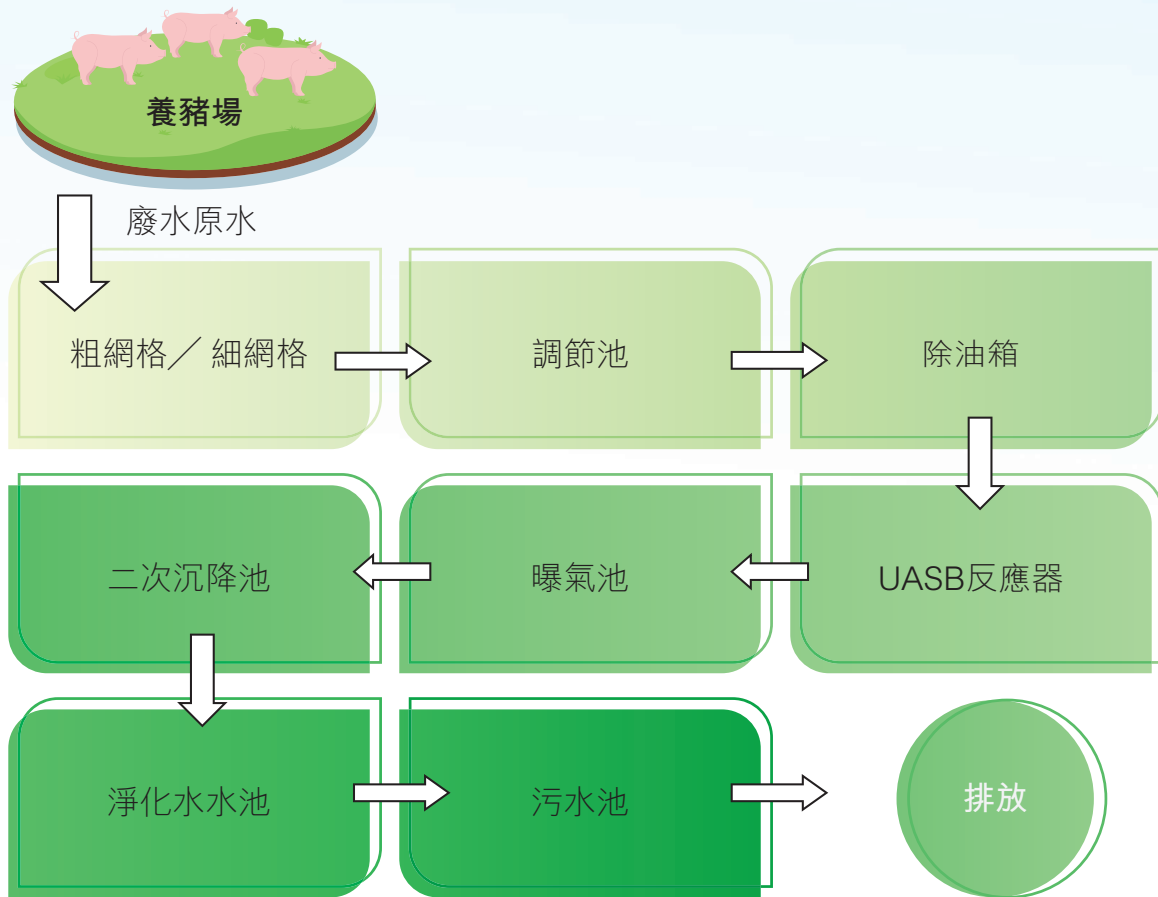 養豬場
廢水原水
粗網格／細網格
調節池
除油箱
UASB反應器
曝氣池
二次沉降池
淨化水水池
污水池
排放